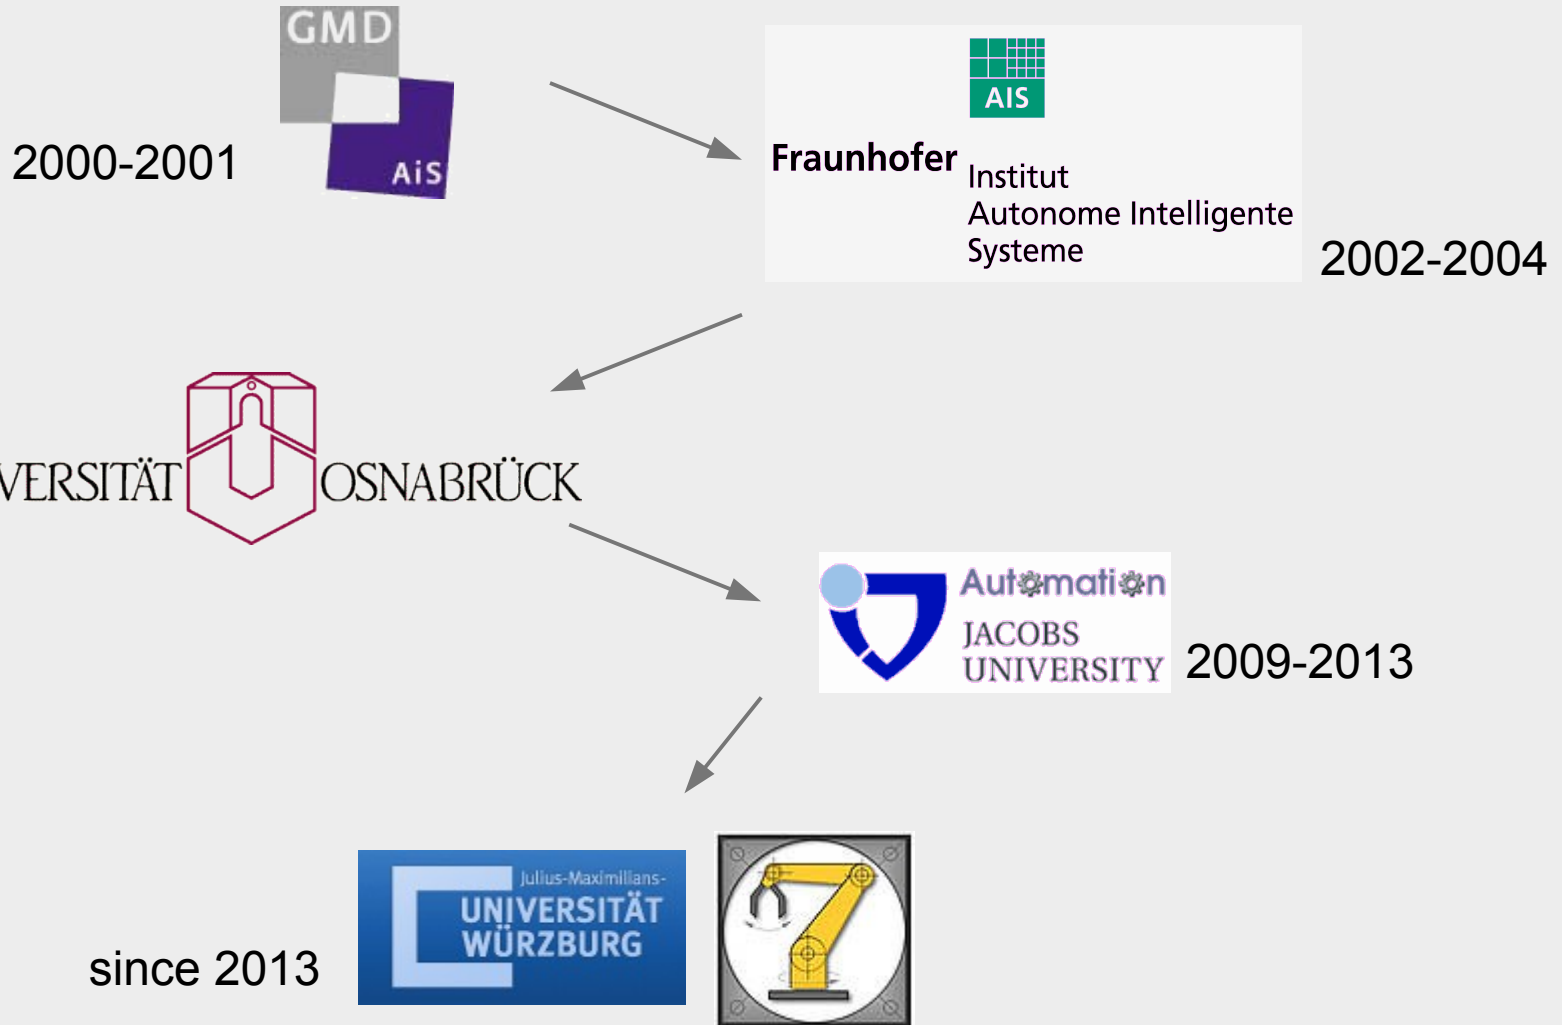 GMD
AiS
2000-2001
AIS
Fraunhofer
Institut
Autonome Intelligente
Systeme
2002-2004
VERSITÄT OSNABRÜCK
Automation
JACOBS
UNIVERSITY
2009-2013
Julius-Maximilians-
UNIVERSITÄT
WÜRZBURG
since 2013